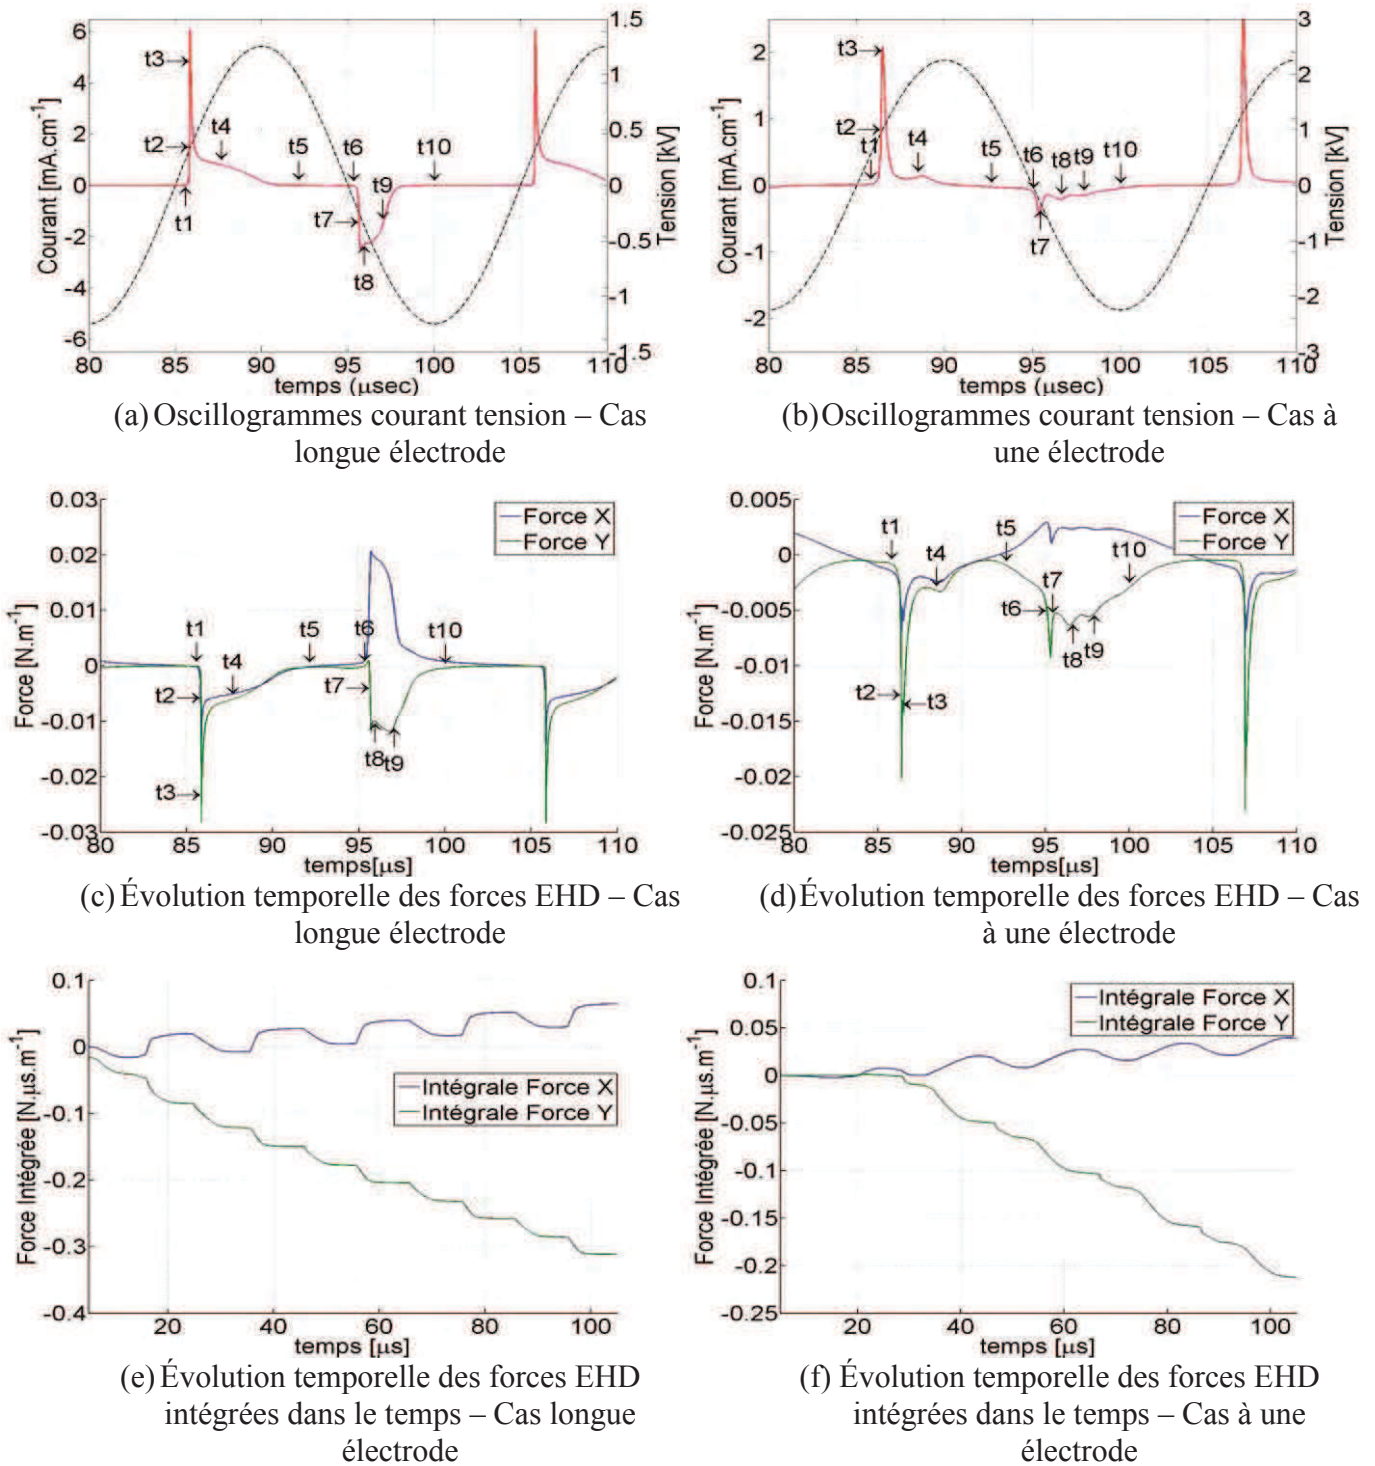 6
4
2
0
-2
-4
-6
1.5
1
0.5
0
-0.5
-1
-1.5
Courant [mA.cm-1]
Tension [kV]
t3
t2
t1
t4
t5
t6
t7
t8
t9
t10
80 85 90 95 100 105 110
temps (µsec)
(a) Oscillogrammes courant tension – Cas
longue électrode
2
1
0
-1
-2
3
2
1
0
-1
-2
-3
Courant [mA.cm-1]
Tension [kV]
t3
t2
t1
t4
t5
t6
t7
t8
t9
t10
80 85 90 95 100 105 110
temps (µsec)
(b) Oscillogrammes courant tension – Cas à
une électrode
0.03
0.02
0.01
0
-0.01
-0.02
-0.03
Force [N.m-1]
Force X
Force Y
t1
t2
t3
t4
t5
t6
t7
t8
t9
t10
80 85 90 95 100 105 110
temps[µs]
(c) Évolution temporelle des forces EHD – Cas
longue électrode
0.005
0
-0.005
-0.01
-0.015
-0.02
-0.025
Force [N.m-1]
Force X
Force Y
t1
t2
t3
t4
t5
t6
t7
t8
t9
t10
80 85 90 95 100 105 110
temps[µs]
(d) Évolution temporelle des forces EHD – Cas
à une électrode
0.1
0
-0.1
-0.2
-0.3
-0.4
Force Intégrée [N.µs.m-1]
Intégrale Force X
Intégrale Force Y
20 40 60 80 100
temps [µs]
(e) Évolution temporelle des forces EHD
intégrées dans le temps – Cas longue
électrode
0.1
0.05
0
-0.05
-0.1
-0.15
-0.2
-0.25
Force Intégrée [N.µs.m-1]
Intégrale Force X
Intégrale Force Y
20 40 60 80 100
temps [µs]
(f) Évolution temporelle des forces EHD
intégrées dans le temps – Cas à une
électrode